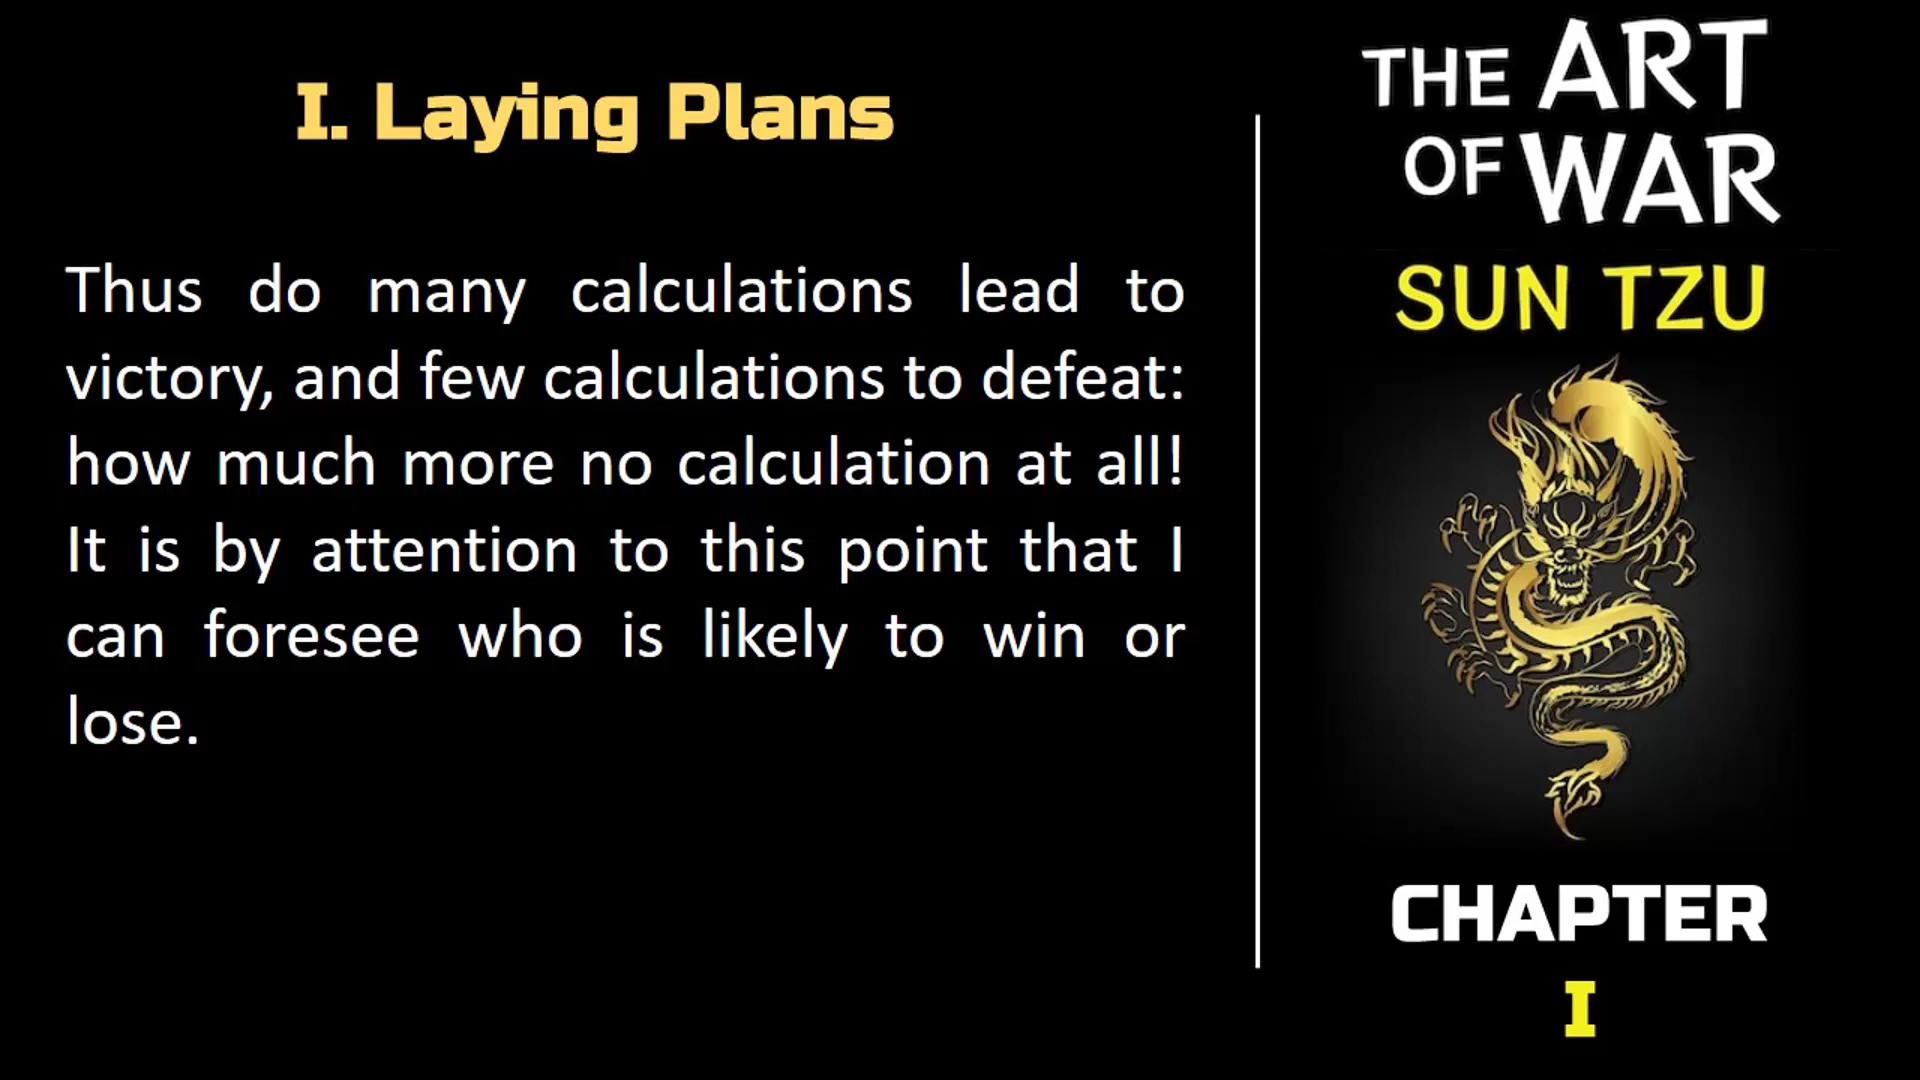 I. Laying Plans
Thus do many calculations lead to
victory, and few calculations to defeat:
how much more no calculation at all!
It is by attention to this point that I
can foresee who is likely to win or
lose.
THE ART
OF WAR
SUN TZU
CHAPTER
I